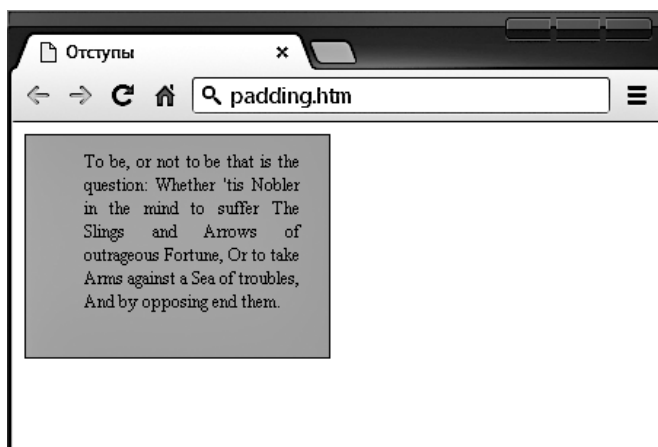 Отступы
padding.htm
To be, or not to be that is the
question: Whether 'tis Nobler
in the mind to suffer The
Slings and Arrows of
outrageous Fortune, Or to take
Arms against a Sea of troubles,
And by opposing end them.